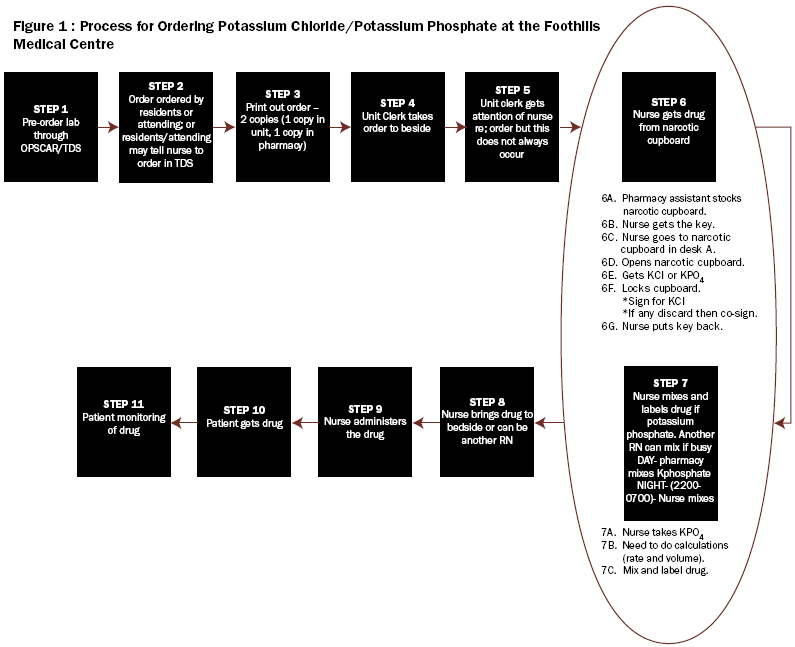 Figure 1 : Process for Ordering Potassium Chloride/Potassium Phosphate at the Foothills
Medical Centre
STEP 1
Pre-order lab
through
OPSCAR/TDS
STEP 2
Order ordered by
residents or
attending; or
residents/attending
may tell nurse to
order in TDS
STEP 3
Print out order –
2 copies (1 copy in
unit, 1 copy in
pharmacy)
STEP 4
Unit Clerk takes
order to beside
STEP 5
Unit clerk gets
attention of nurse
re; order but this
does not always
occur
STEP 6
Nurse gets drug
from narcotic
cupboard
6A. Pharmacy assistant stocks
narcotic cupboard.
6B. Nurse gets the key.
6C. Nurse goes to narcotic
cupboard in desk A.
6D. Opens narcotic cupboard.
6E. Gets KCl or KPO4
6F. Locks cupboard.
*Sign for KCl
*If any discard then co-sign.
6G. Nurse puts key back.
STEP 7
Nurse mixes and
labels drug if
potassium
phosphate. Another
RN can mix if busy
DAY- pharmacy
mixes Kphosphate
NIGHT- (2200-
0700)- Nurse mixes
7A. Nurse takes KPO4
7B. Need to do calculations
(rate and volume).
7C. Mix and label drug.
STEP 8
Nurse brings drug to
bedside or can be
another RN
STEP 9
Nurse administers
the drug
STEP 10
Patient gets drug
STEP 11
Patient monitoring
of drug